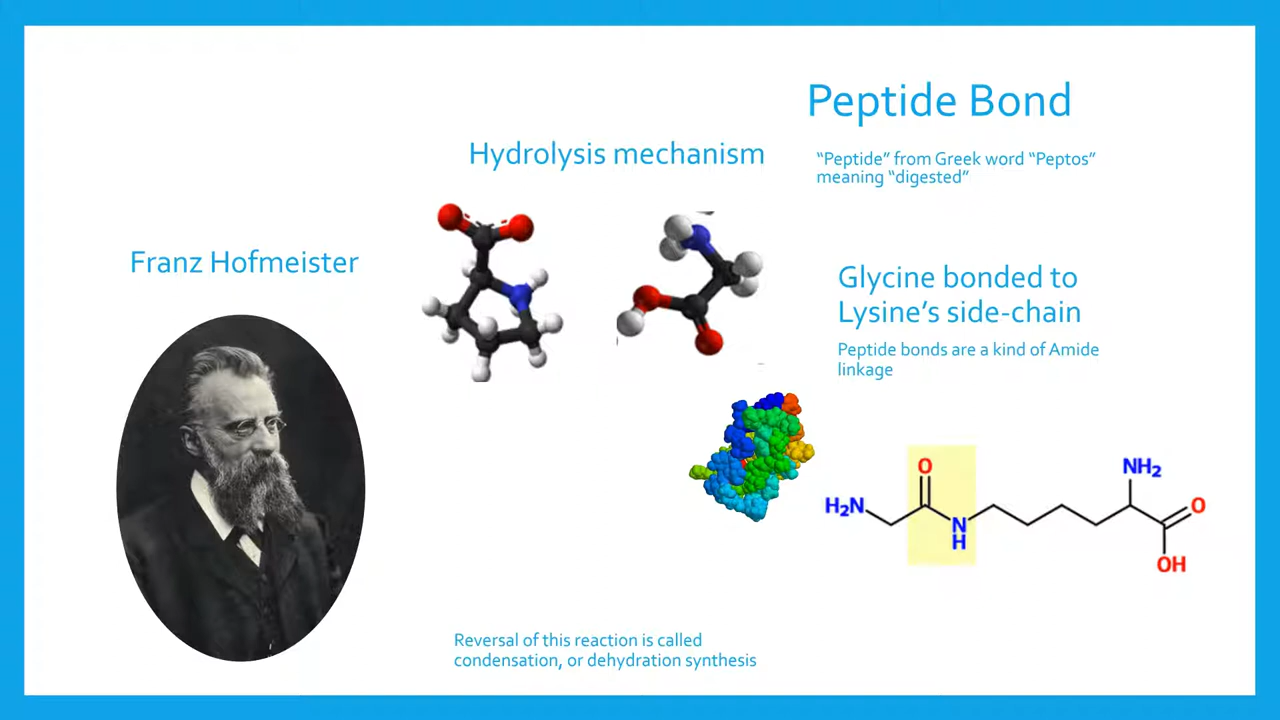 Peptide Bond
Hydrolysis mechanism
“Peptide” from Greek word “Peptos”
meaning “digested”
Franz Hofmeister
Glycine bonded to
Lysine’s side-chain
Peptide bonds are a kind of Amide
linkage
O
NH₂
H₂N
O
N
H
OH
Reversal of this reaction is called
condensation, or dehydration synthesis